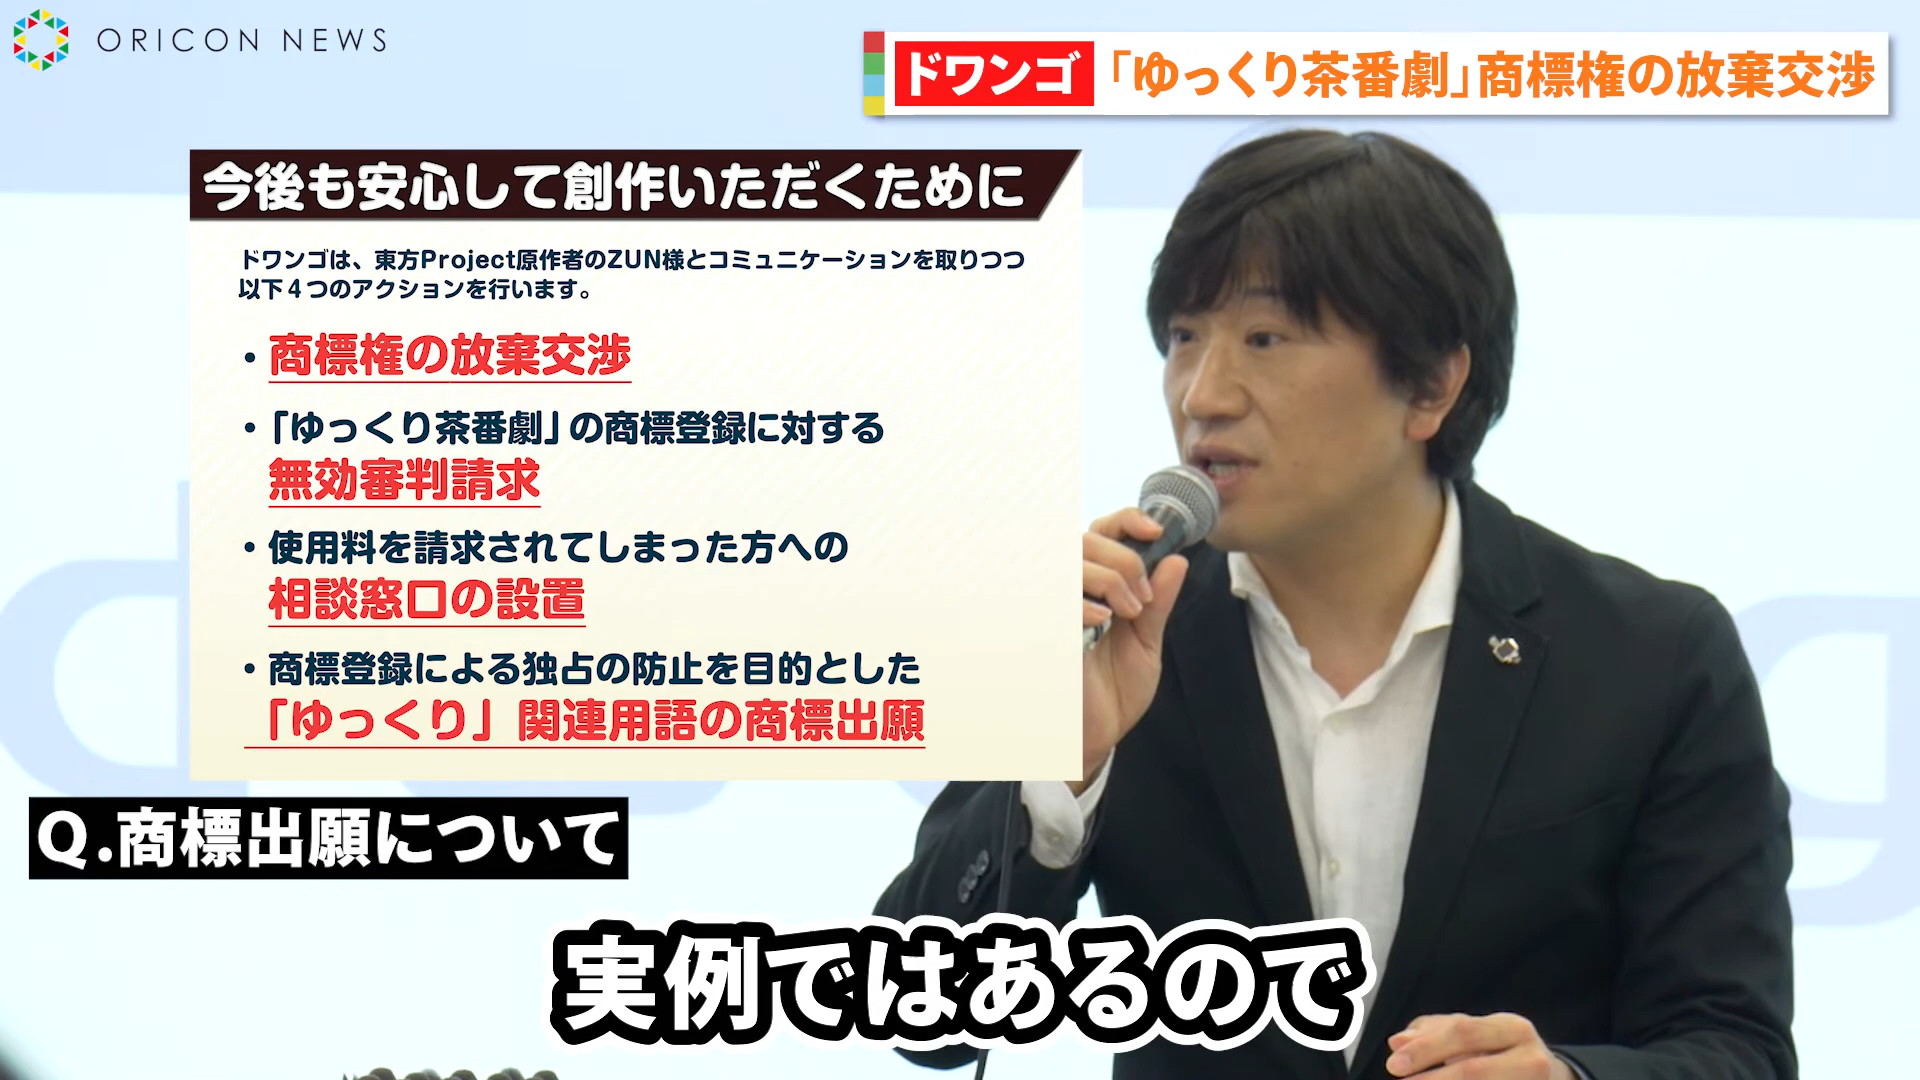 ORICON NEWS
ドワンゴ 「ゆっくり茶番劇」商標権の放棄交渉
今後も安心して創作いただくために
ドワンゴは、東方Project原作者のZUN様とコミュニケーションを取りつつ
以下４つのアクションを行います。
・商標権の放棄交渉
・「ゆっくり茶番劇」の商標登録に対する
無効審判請求
・使用料を請求されてしまった方への
相談窓口の設置
・商標登録による独占の防止を目的とした
「ゆっくり」関連用語の商標出願
Q.商標出願について
実例ではあるので